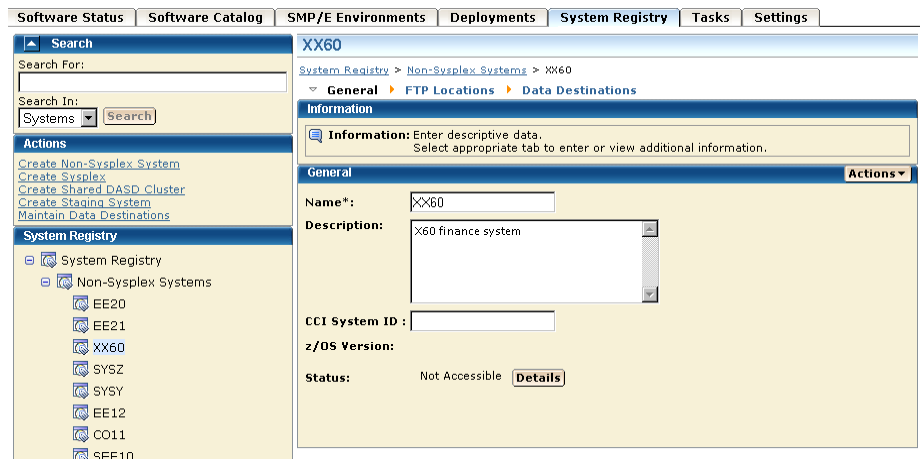 Software Status Software Catalog SMP/E Environments Deployments System Registry Tasks Settings
Search
Search For:
Search In:
Systems Search
Actions
Create Non-Sysplex System
Create Sysplex
Create Shared DASD Cluster
Create Staging System
Maintain Data Destinations
System Registry
System Registry
Non-Sysplex Systems
EE20
EE21
XX60
SYSZ
SYSY
EE12
CO11
SEE10
XX60
System Registry > Non-Sysplex Systems > XX60
General FTP Locations Data Destinations
Information
Information: Enter descriptive data.
Select appropriate tab to enter or view additional information.
General Actions
Name*: XX60
Description: X60 finance system
CCI System ID :
z/OS Version:
Status: Not Accessible Details